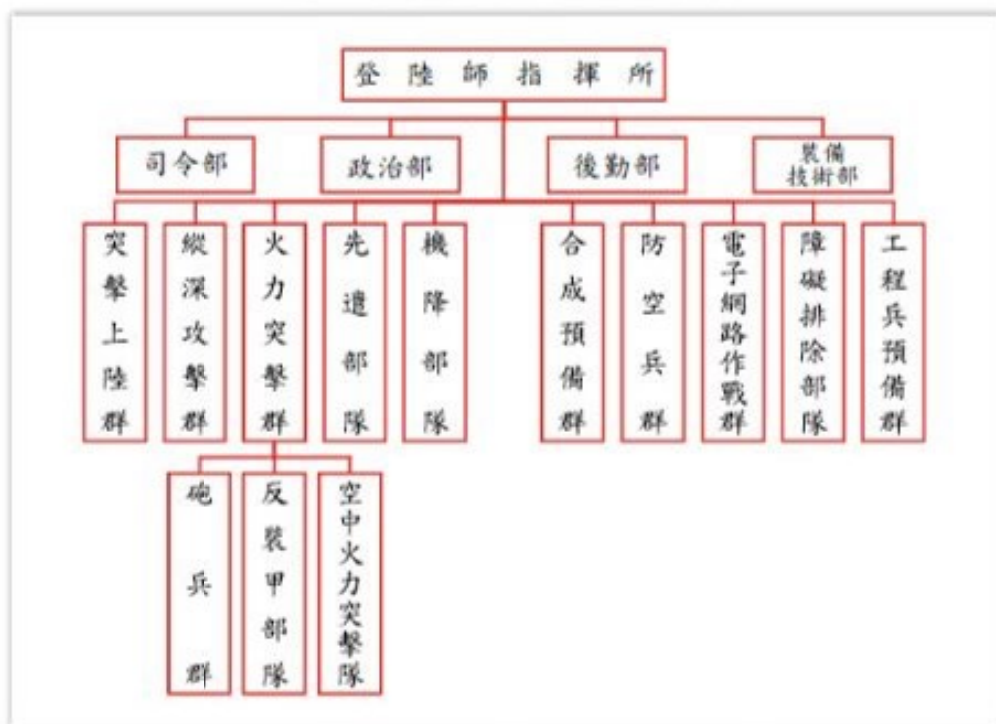 登陸師指揮所
司令部
政治部
後勤部
裝備
技術部
突擊上陸群
縱深攻擊群
火力突擊群
先遣部隊
機降部隊
合成預備群
防空兵群
電子網路作戰群
障礙排除部隊
工程兵預備群
砲兵群
反裝甲部隊
空中火力突擊隊